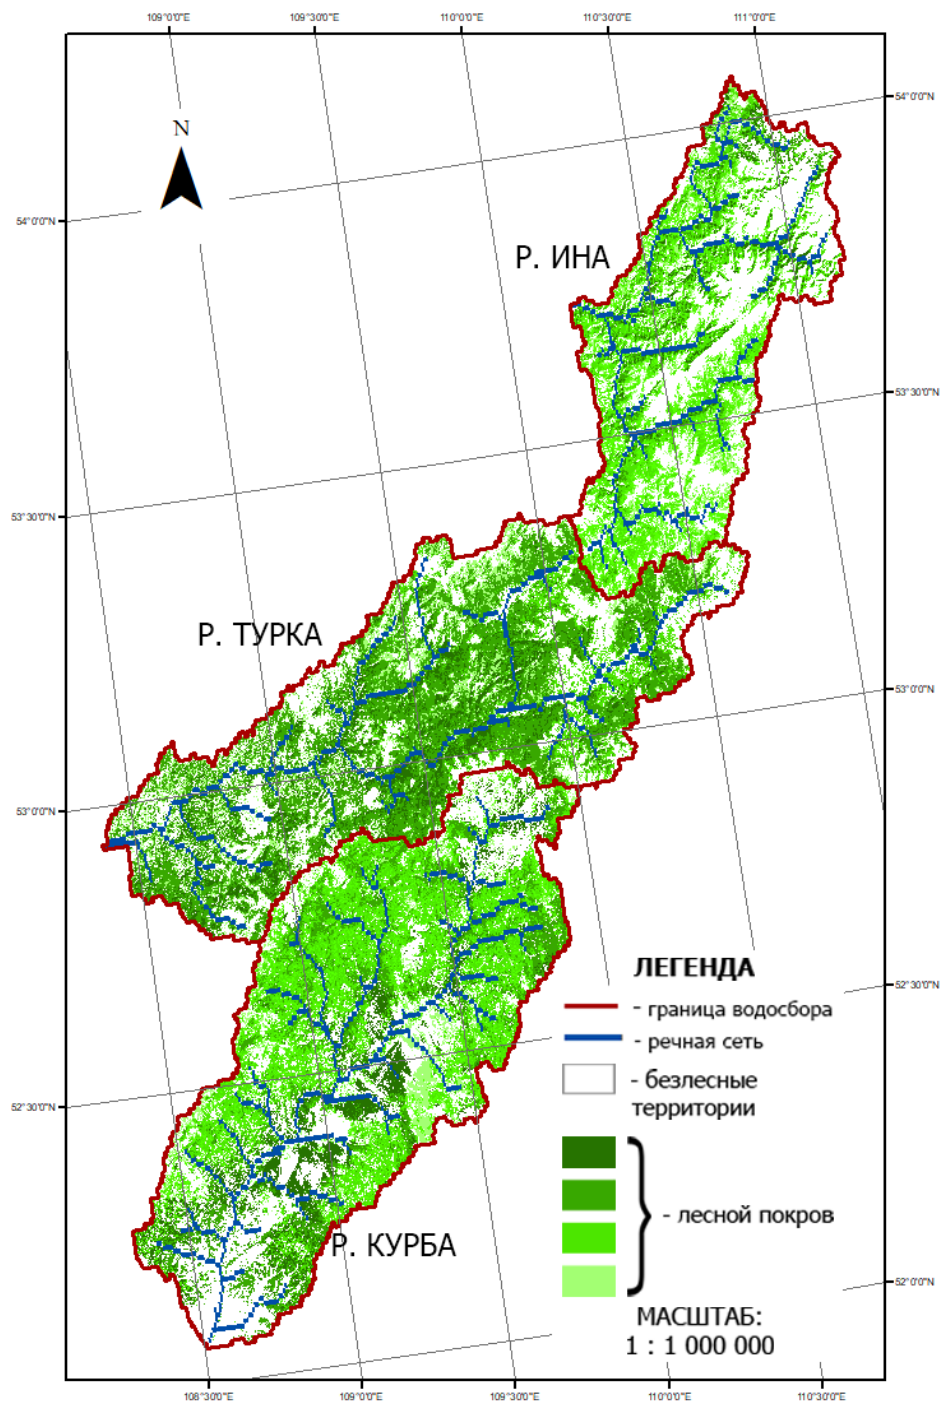 109°0'0"E 109°30'0"E 110°0'0"E 110°30'0"E 111°0'0"E
54°0'0"N
N
54°0'0"N
Р. ИНА
53°30'0"N
53°30'0"N
Р. ТУРКА
53°0'0"N
53°0'0"N
ЛЕГЕНДА
52°30'0"N
- граница водосбора
- речная сеть
- безлесные
территории
52°30'0"N
- лесной покров
Р. КУРБА
52°0'0"N
МАСШТАБ:
1 : 1 000 000
108°30'0"E 109°0'0"E 109°30'0"E 110°0'0"E 110°30'0"E